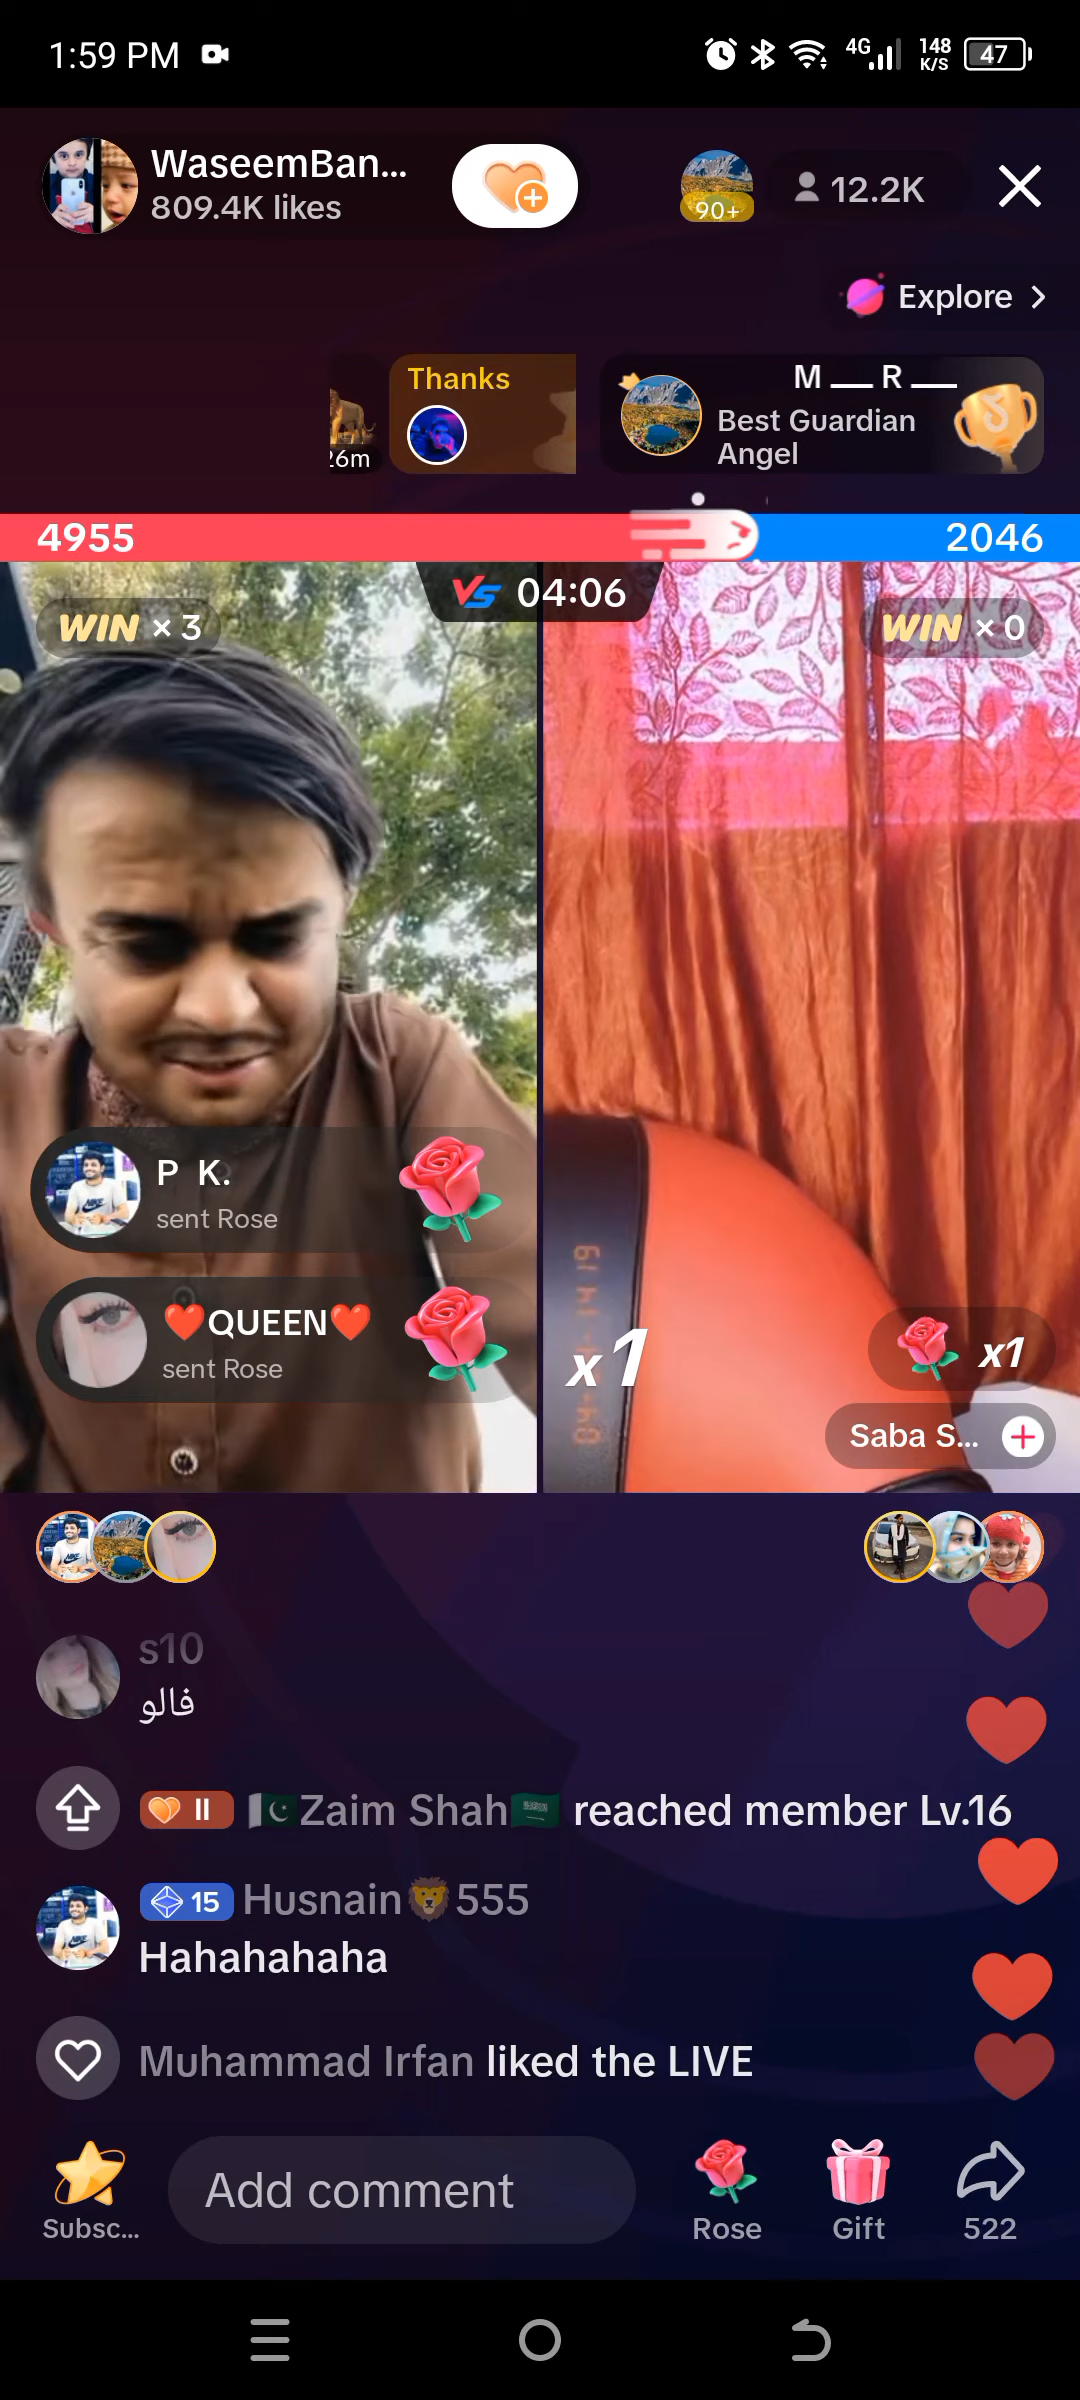 1:59 PM
4G
148
K/S
47
WaseemBan...
809.4K likes
90+
12.2K
Explore
26m
Thanks
M __ R __
Best Guardian
Angel
4955
2046
VS 04:06
WIN × 3
WIN × 0
P K.
sent Rose
❤️QUEEN❤️
sent Rose
x1
x1
Saba S...
s10
فالو
II 🇵🇰Zaim Shah🇸🇦 reached member Lv.16
15 Husnain🦁555
Hahahahaha
Muhammad Irfan liked the LIVE
Subsc...
Add comment
Rose
Gift
522